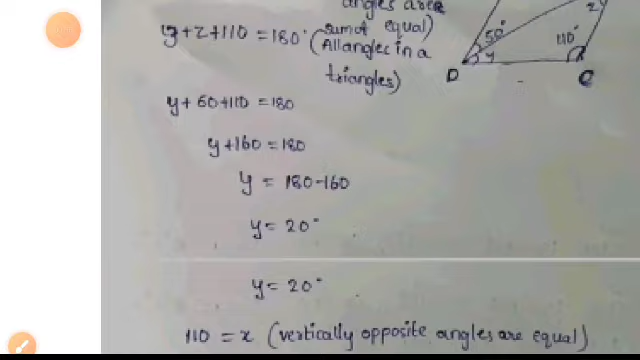 angles are
y+z+110 = 180° (sum of equal)
(All angles in a
triangles)
50°
z
110°
y
D
C
y + 50 + 110 = 180
y + 160 = 180
y = 180 - 160
y = 20°
y = 20°
110 = x (vertically opposite angles are equal)